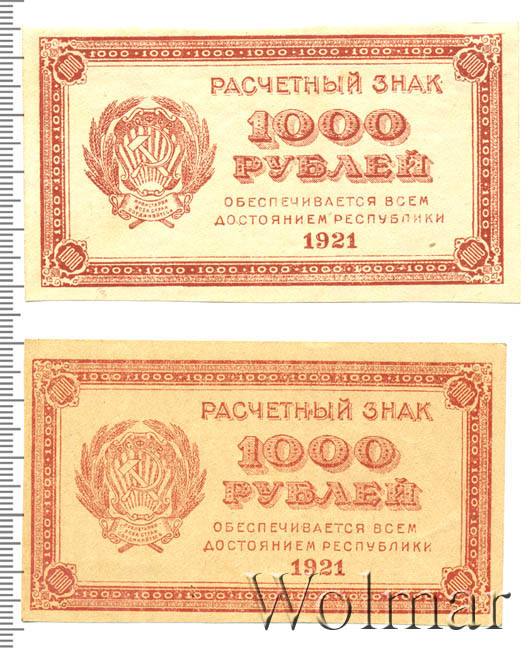 РАСЧЕТНЫЙ ЗНАК
1000
РУБЛЕЙ
ОБЕСПЕЧИВАЕТСЯ ВСЕМ
ДОСТОЯНИЕМ РЕСПУБЛИКИ
1921
РАСЧЕТНЫЙ ЗНАК
1000
РУБЛЕЙ
ОБЕСПЕЧИВАЕТСЯ ВСЕМ
ДОСТОЯНИЕМ РЕСПУБЛИКИ
1921
Wolmar